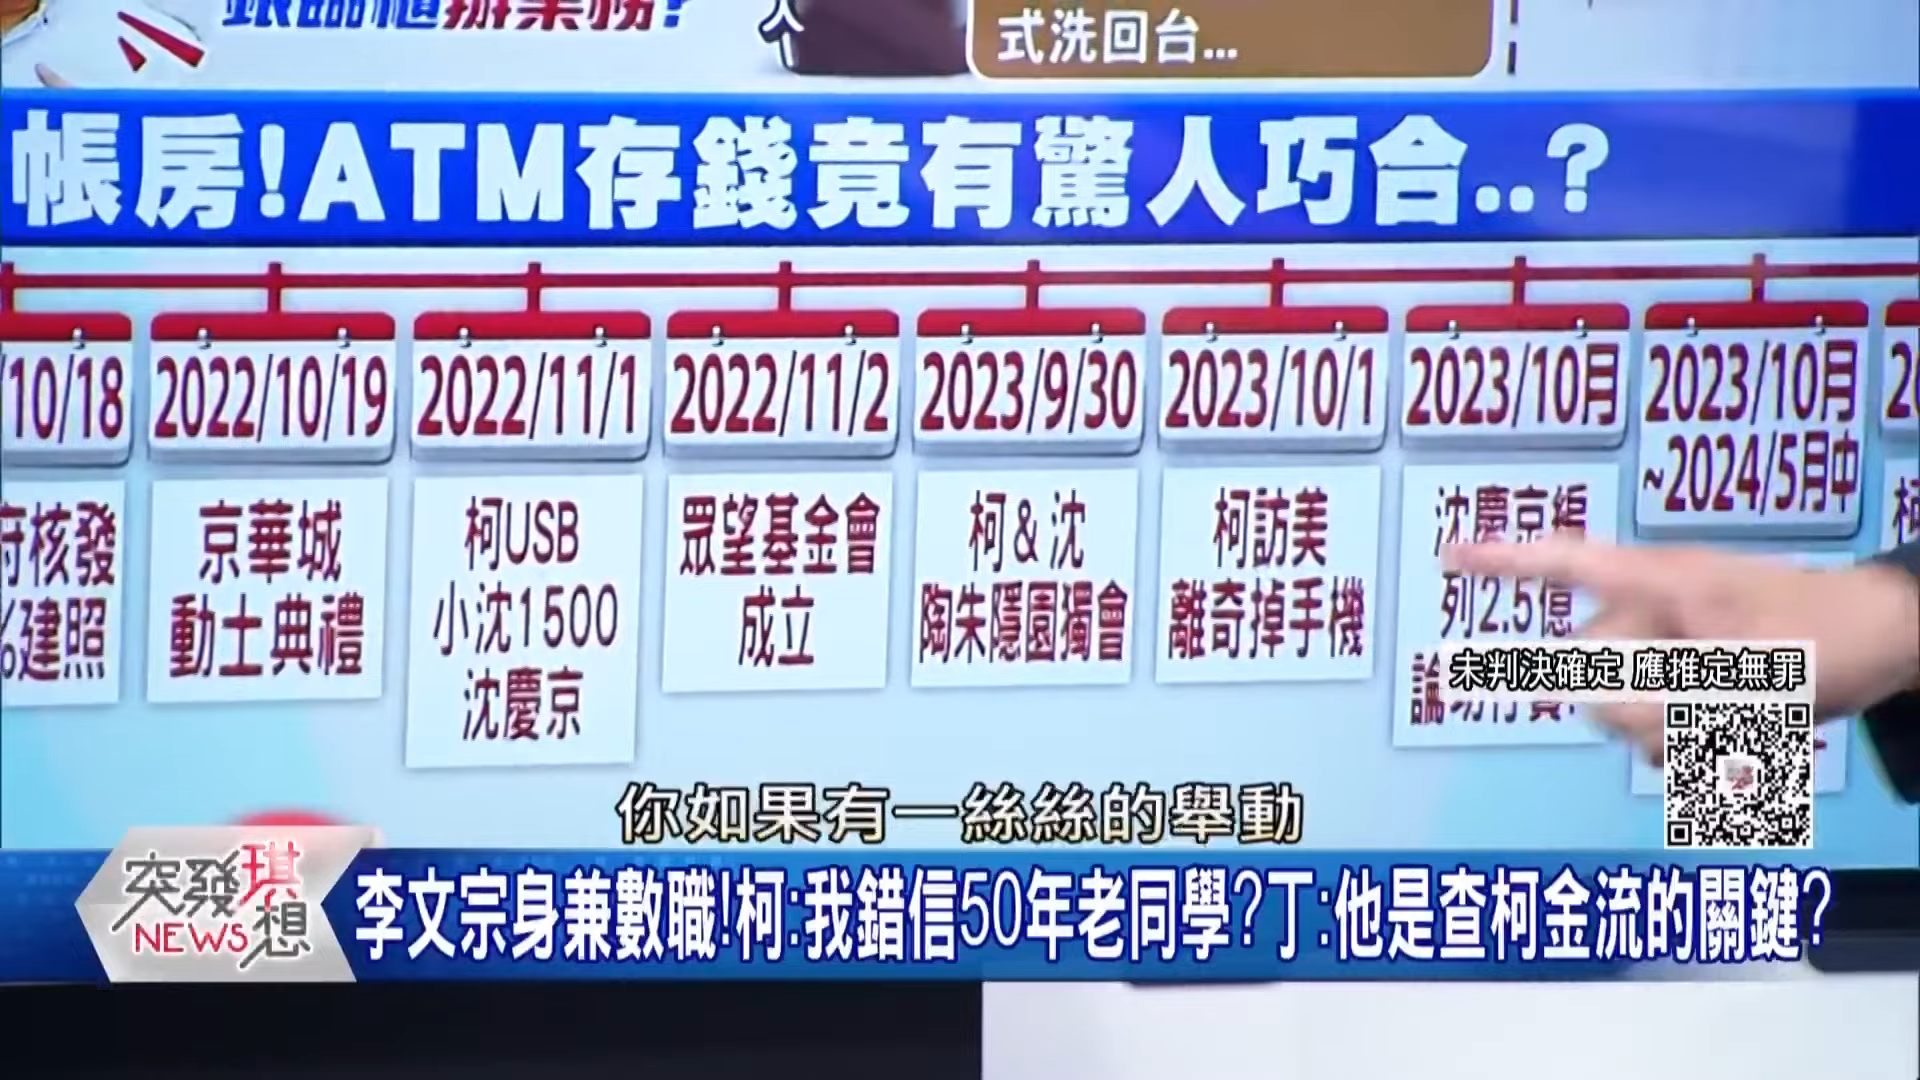 式洗回台...
帳房!ATM存錢竟有驚人巧合..?
/10/18
2022/10/19
2022/11/1
2022/11/2
2023/9/30
2023/10/1
2023/10月
2023/10月
~2024/5月中
府核發
%建照
京華城
動土典禮
柯USB
小沈1500
沈慶京
眾望基金會
成立
柯&沈
陶朱隱園獨會
柯訪美
離奇掉手機
沈慶京編
列2.5億
論
未判決確定 應推定無罪
你如果有一絲絲的舉動
突發琪想
NEWS
李文宗身兼數職!柯:我錯信50年老同學?丁:他是查柯金流的關鍵?